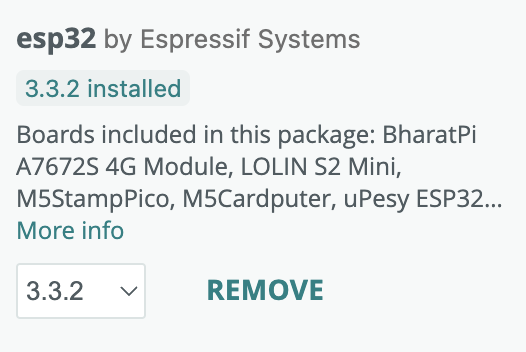 esp32 by Espressif Systems
3.3.2 installed
Boards included in this package: BharatPi
A7672S 4G Module, LOLIN S2 Mini,
M5StampPico, M5Cardputer, uPesy ESP32...
More info
3.3.2 REMOVE